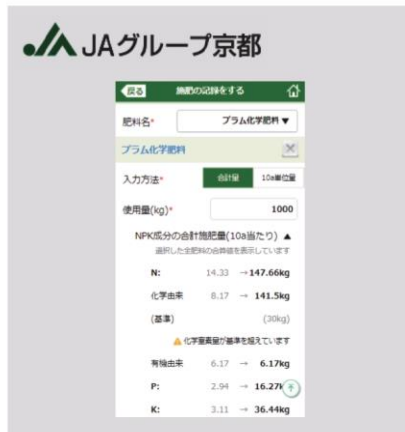 JAグループ京都
戻る 施肥の記録をする
肥料名* プラム化学肥料 ▼
プラム化学肥料
入力方法* 合計量 10a単位量
使用量(kg)* 1000
NPK成分の合計施肥量(10a当たり) ▲
選択した全肥料の合算値を表示しています
N: 14.33 →147.66kg
化学由来 8.17 → 141.5kg
(基準) (30kg)
化学窒素量が基準を超えています
有機由来 6.17 → 6.17kg
P: 2.94 → 16.27k
K: 3.11 → 36.44kg